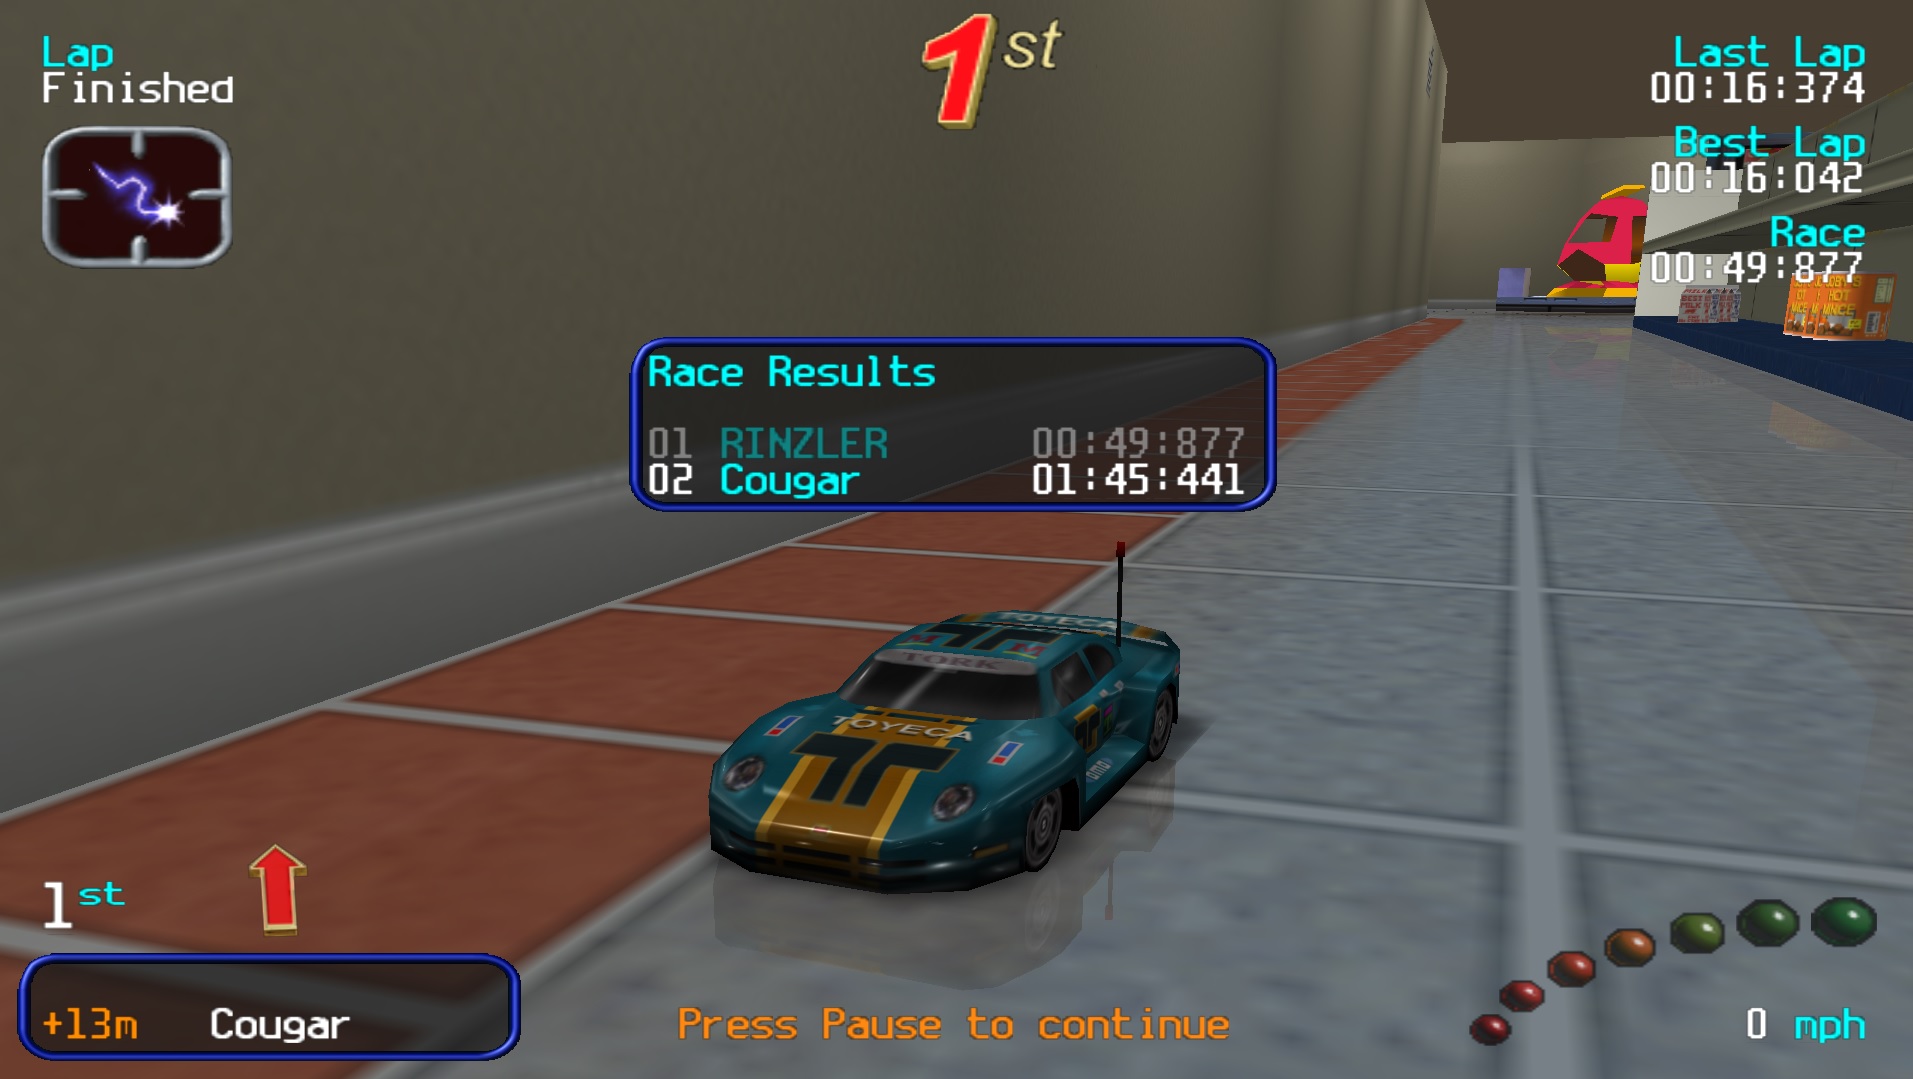 Lap
Finished
1st
Last Lap
00:16:374
Best Lap
00:16:042
Race
00:49:877
Race Results
01 RINZLER 00:49:877
02 Cougar 01:45:441
TOYECA
TORK
TOYECA
1st
+13m Cougar
Press Pause to continue
0 mph